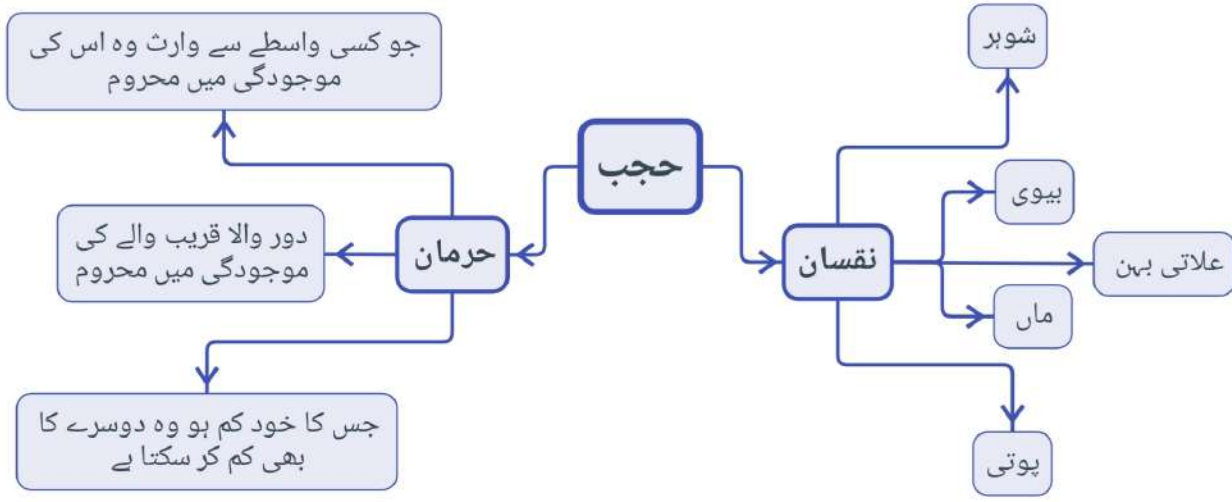 حجب
نقسان
شوہر
بیوی
علاتی بہن
ماں
پوتی
حرمان
جو کسی واسطے سے وارث وہ اس کی
موجودگی میں محروم
دور والا قریب والے کی
موجودگی میں محروم
جس کا خود کم ہو وہ دوسرے کا
بھی کم کر سکتا ہے